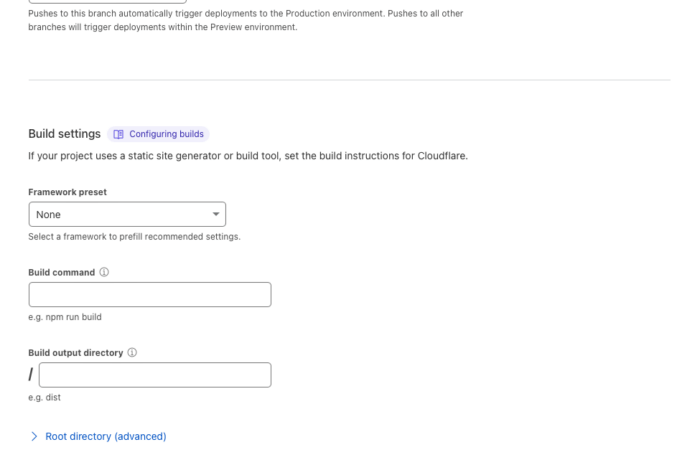 Pushes to this branch automatically trigger deployments to the Production environment. Pushes to all other
branches will trigger deployments within the Preview environment.
Build settings Configuring builds
If your project uses a static site generator or build tool, set the build instructions for Cloudflare.
Framework preset
None
Select a framework to prefill recommended settings.
Build command
e.g. npm run build
Build output directory
/
e.g. dist
Root directory (advanced)